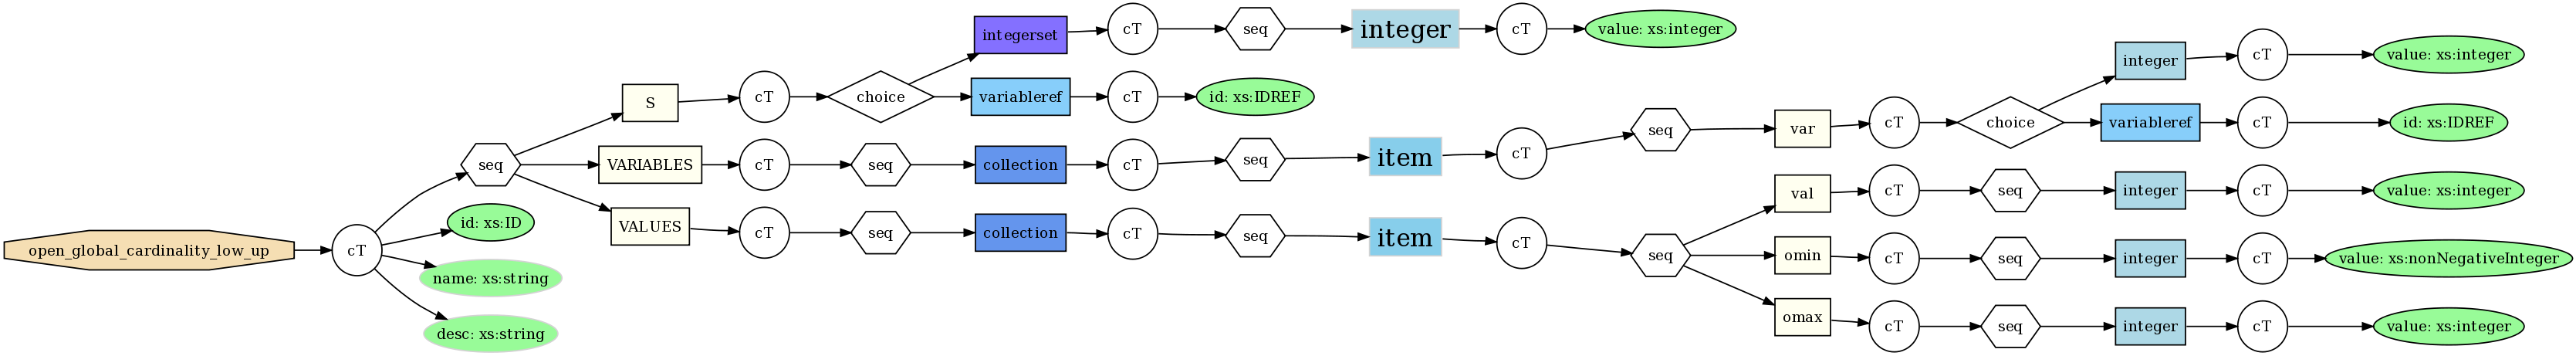 open_global_cardinality_low_up
cT
seq
S
cT
choice
integerset
cT
seq
integer
cT
value: xs:integer
variableref
cT
id: xs:IDREF
VARIABLES
cT
seq
collection
cT
seq
item
cT
seq
var
cT
choice
integer
cT
value: xs:integer
variableref
cT
id: xs:IDREF
VALUES
cT
seq
collection
cT
seq
item
cT
seq
val
cT
seq
integer
cT
value: xs:integer
omin
cT
seq
integer
cT
value: xs:nonNegativeInteger
omax
cT
seq
integer
cT
value: xs:integer
id: xs:ID
name: xs:string
desc: xs:string